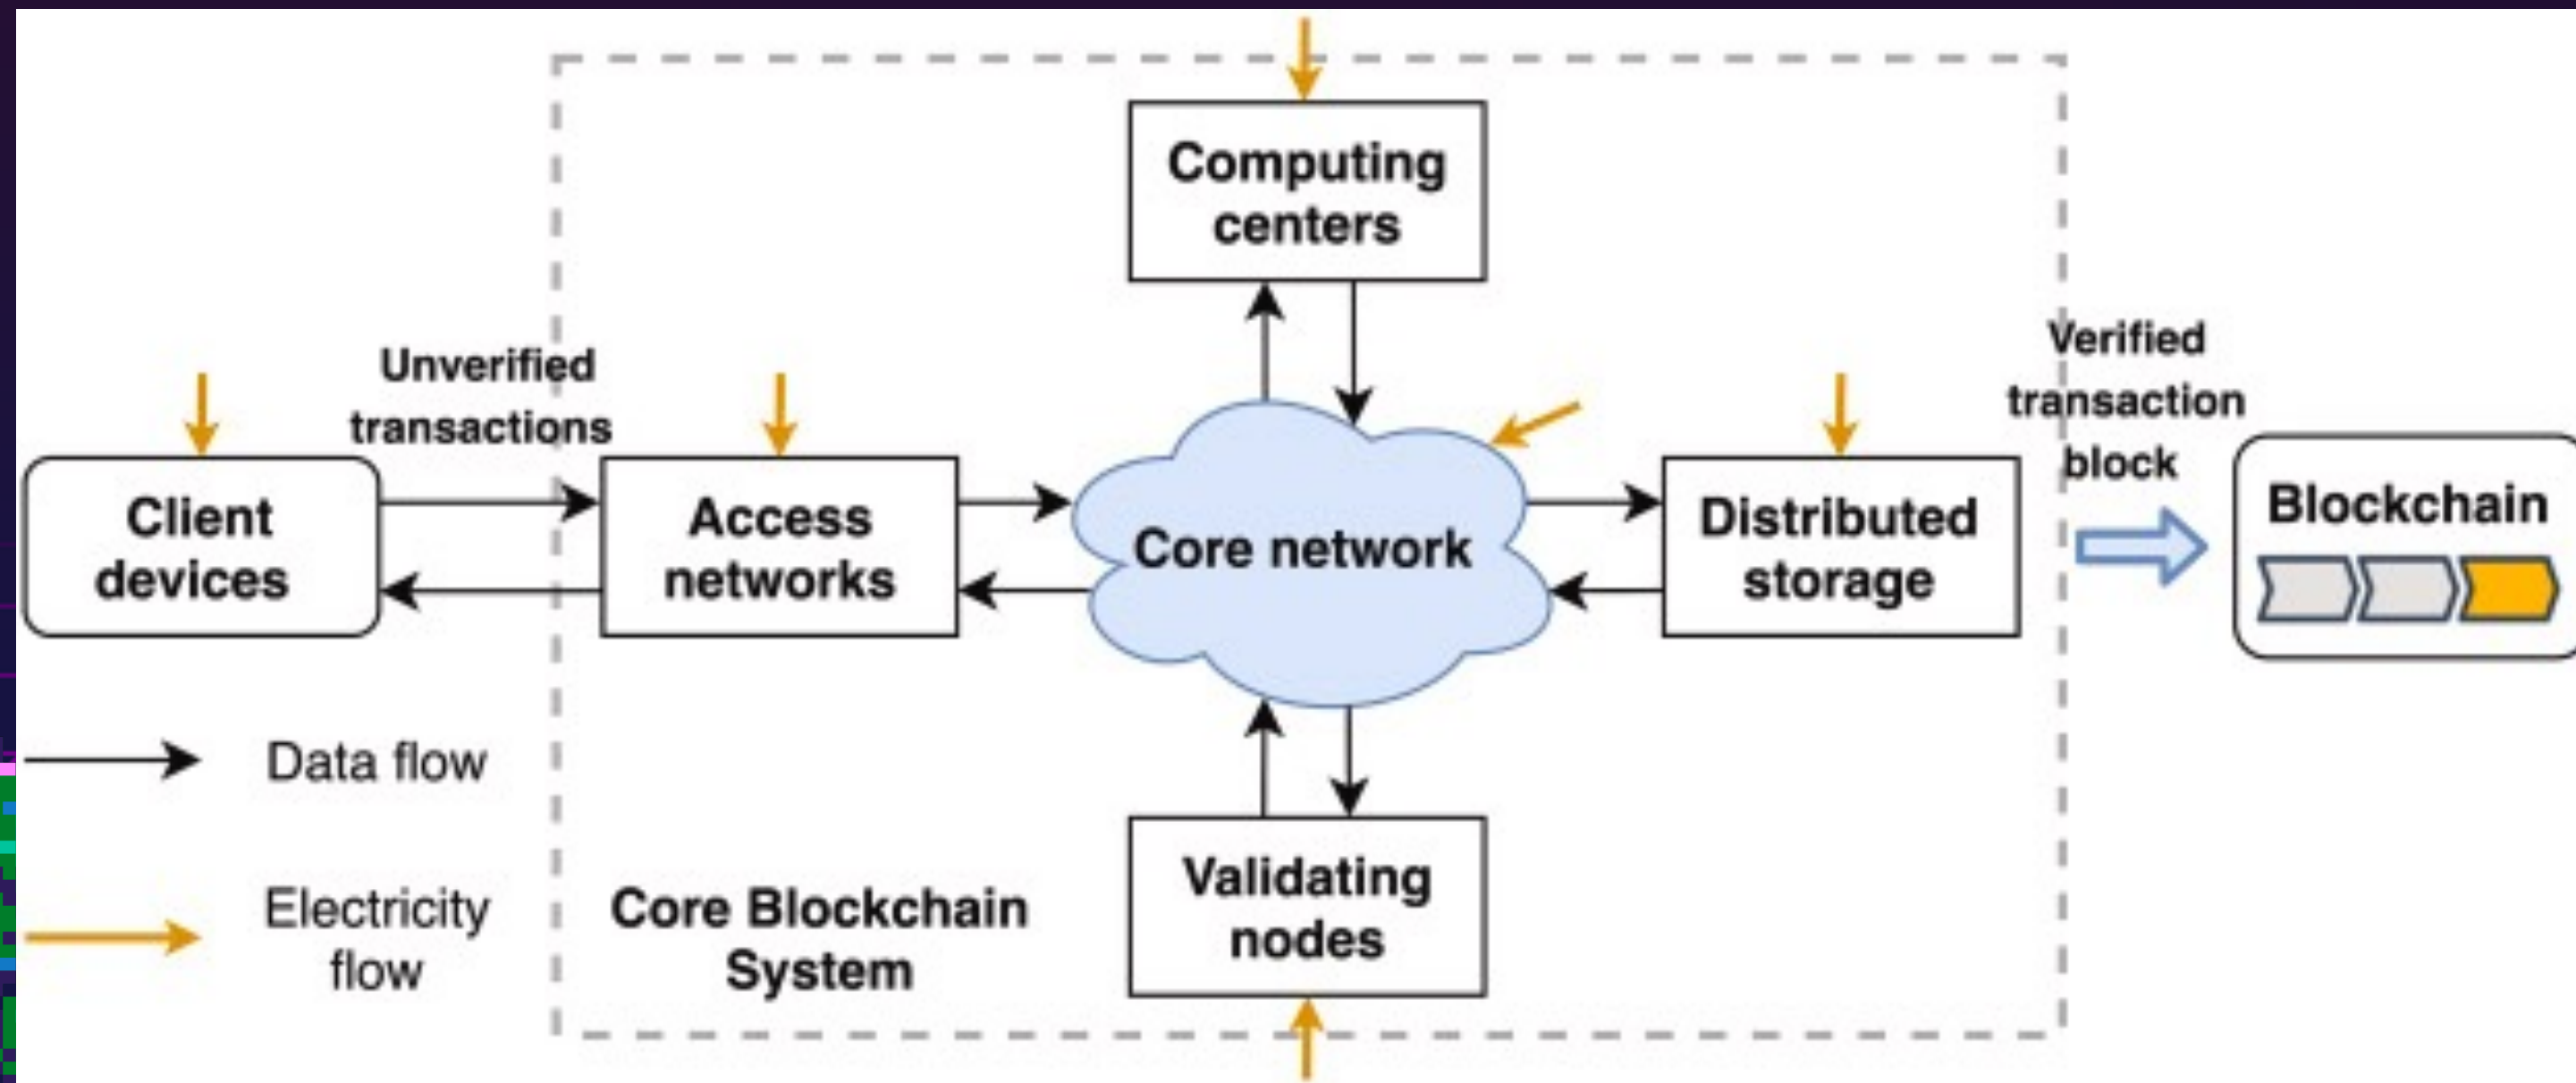 Computing
centers
Unverified
transactions
Verified
transaction
block
Client
devices
Access
networks
Core network
Distributed
storage
Blockchain
Data flow
Electricity
flow
Core Blockchain
System
Validating
nodes